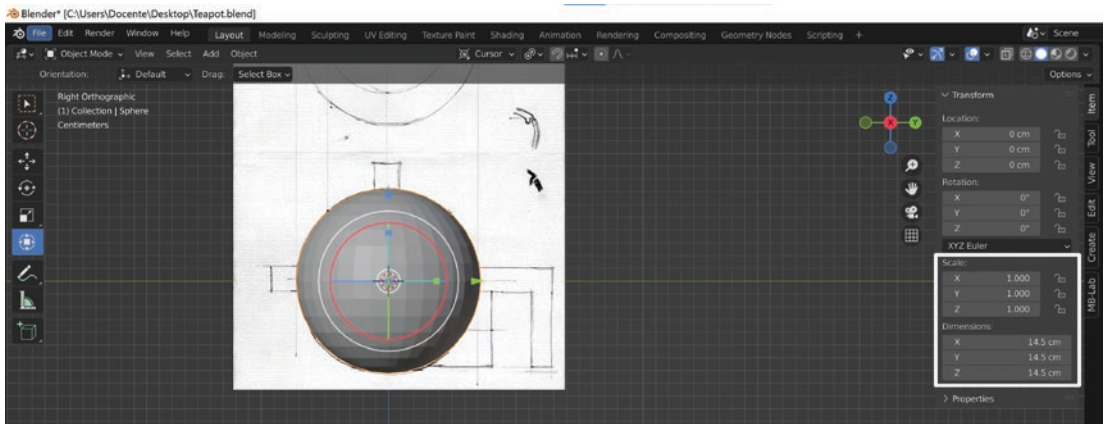 Blender* [C:\Users\Docente\Desktop\Teapot.blend]
File Edit Render Window Help Layout Modeling Sculpting UV Editing Texture Paint Shading Animation Rendering Compositing Geometry Nodes Scripting + Scene
Object Mode View Select Add Object Cursor
Orientation: Default Drag: Select Box Options
Right Orthographic
(1) Collection | Sphere
Centimeters
Z
X
Y
Transform
Location:
X 0 cm
Y 0 cm
Z 0 cm
Rotation:
X 0°
Y 0°
Z 0°
XYZ Euler
Scale:
X 1.000
Y 1.000
Z 1.000
Dimensions:
X 14.5 cm
Y 14.5 cm
Z 14.5 cm
Properties
Item
Tool
View
Edit
Create
MB-Lab